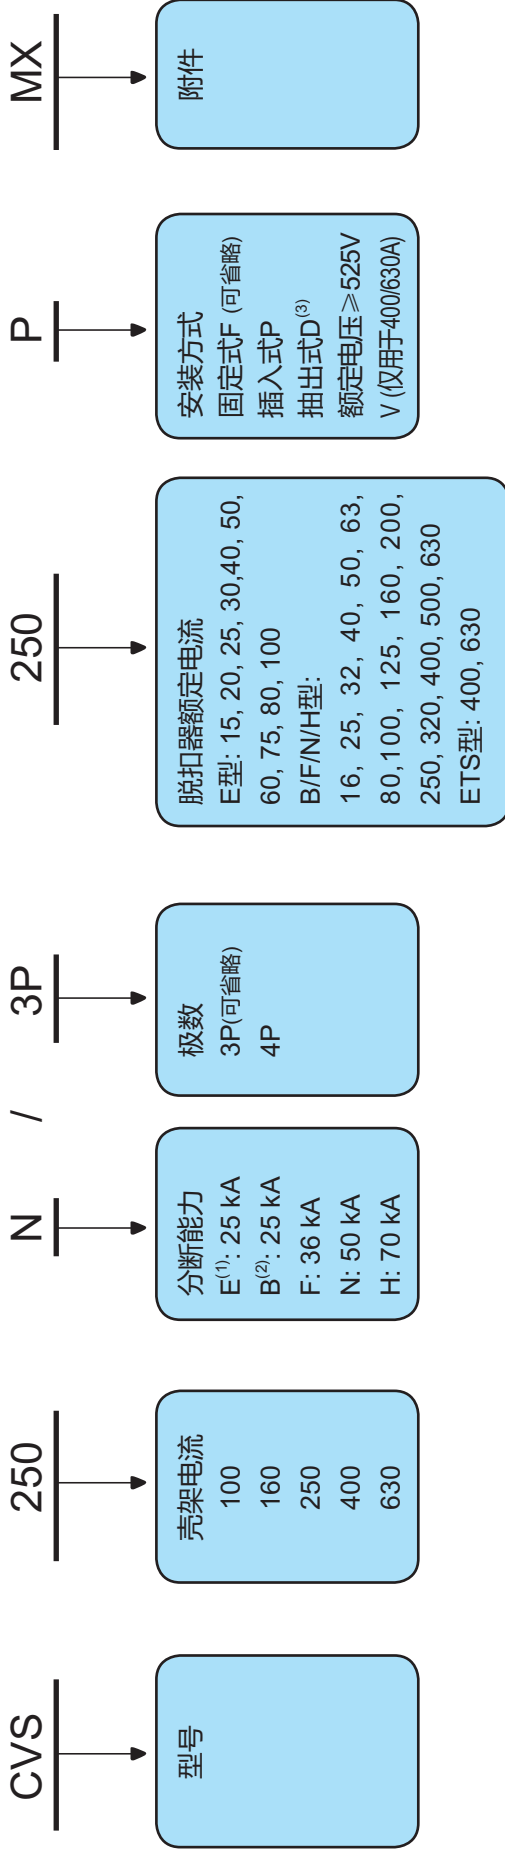 CVS 250 N / 3P 250 P MX
型号
壳架电流
100
160
250
400
630
分断能力
E(1): 25 kA
B(2): 25 kA
F: 36 kA
N: 50 kA
H: 70 kA
极数
3P(可省略)
4P
脱扣器额定电流
E型: 15, 20, 25, 30,40, 50,
60, 75, 80, 100
B/F/N/H型:
16, 25, 32, 40, 50, 63,
80,100, 125, 160, 200,
250, 320, 400, 500, 630
ETS型: 400, 630
安装方式
固定式F (可省略)
插入式P
抽出式D(3)
额定电压≥525V
V (仅用于400/630A)
附件